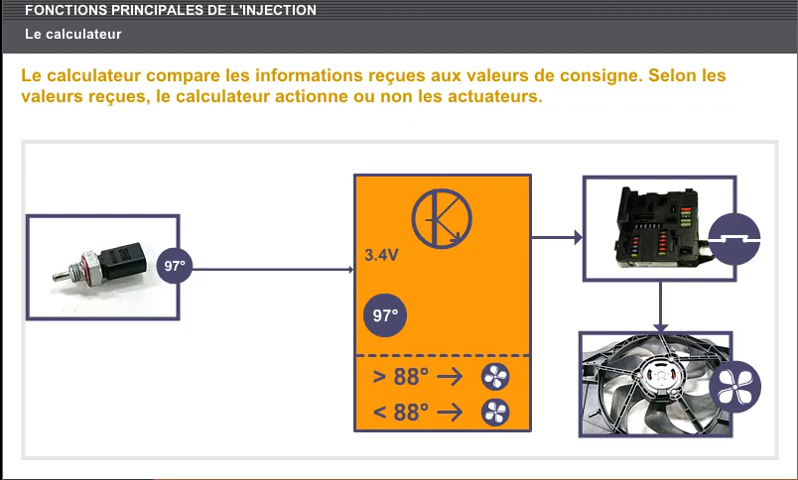 FONCTIONS PRINCIPALES DE L'INJECTION
Le calculateur
Le calculateur compare les informations reçues aux valeurs de consigne. Selon les
valeurs reçues, le calculateur actionne ou non les actuateurs.
97°
3.4V
97°
> 88° →
< 88° →